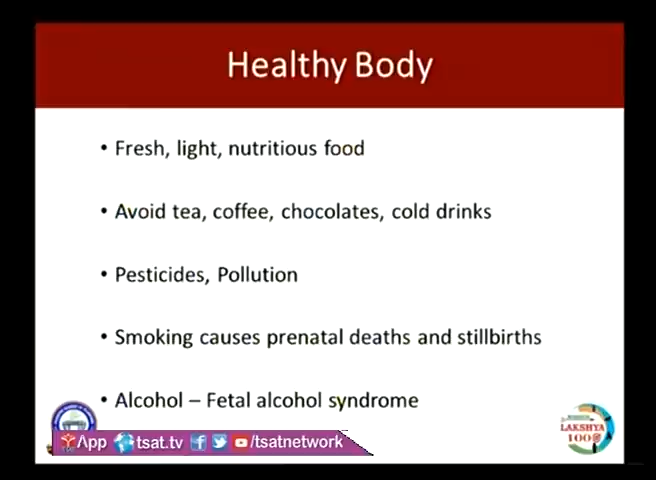 Healthy Body
• Fresh, light, nutritious food
• Avoid tea, coffee, chocolates, cold drinks
• Pesticides, Pollution
• Smoking causes prenatal deaths and stillbirths
• Alcohol – Fetal alcohol syndrome
App tsat.tv /tsatnetwork
LAKSHYA
100